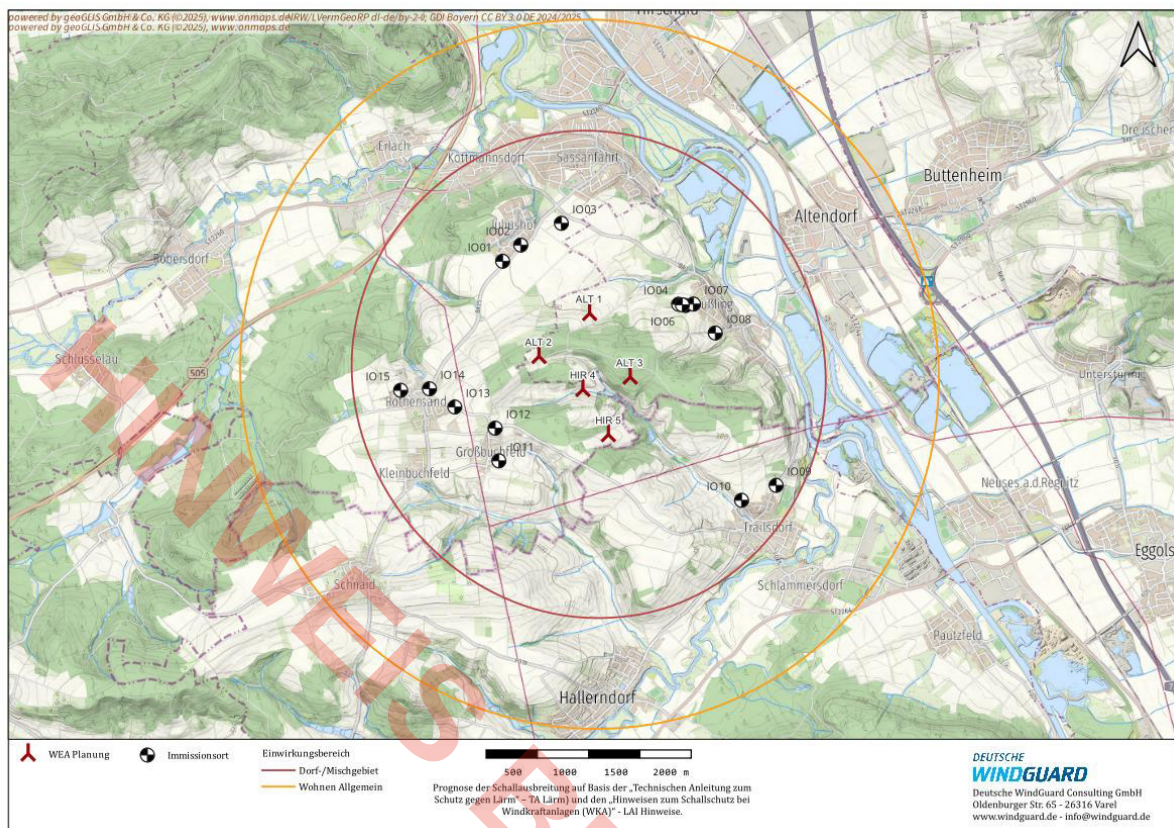 powered by geoGLIS GmbH & Co. KG (©2025), www.onmaps.de NRW/LVermGeoRP dl-de/by-2-0; GDI Bayern CC BY 3.0 DE 2024/2025
powered by geoGLIS GmbH & Co. KG (©2025), www.onmaps.de
Erlach
Köttmannsdorf
Sassanfahrt
Buttenheim
Altendorf
IO03
IO02
IO01
Röbersdorf
IO04
IO07
ALT 1
IO06
IO08
ALT 2
Schlüsselau
505
ALT 3
HIR 4
Unterstürmig
IO15
IO14
IO13
Rothensand
IO12
HIR 5
IO11
Großbuchfeld
Kleinbuchfeld
IO09
IO10
Neuses a.d.Regnitz
Trailsdorf
Eggols
Schnaid
Schlammersdorf
Pautzfeld
Hallerndorf
WEA Planung
Immissionsort
Einwirkungsbereich
Dorf-/Mischgebiet
Wohnen Allgemein
500 1000 1500 2000 m
Prognose der Schallausbreitung auf Basis der „Technischen Anleitung zum
Schutz gegen Lärm“ – TA Lärm) und den „Hinweisen zum Schallschutz bei
Windkraftanlagen (WKA)“ - LAI Hinweise.
DEUTSCHE
WINDGUARD
Deutsche WindGuard Consulting GmbH
Oldenburger Str. 65 - 26316 Varel
www.windguard.de - info@windguard.de